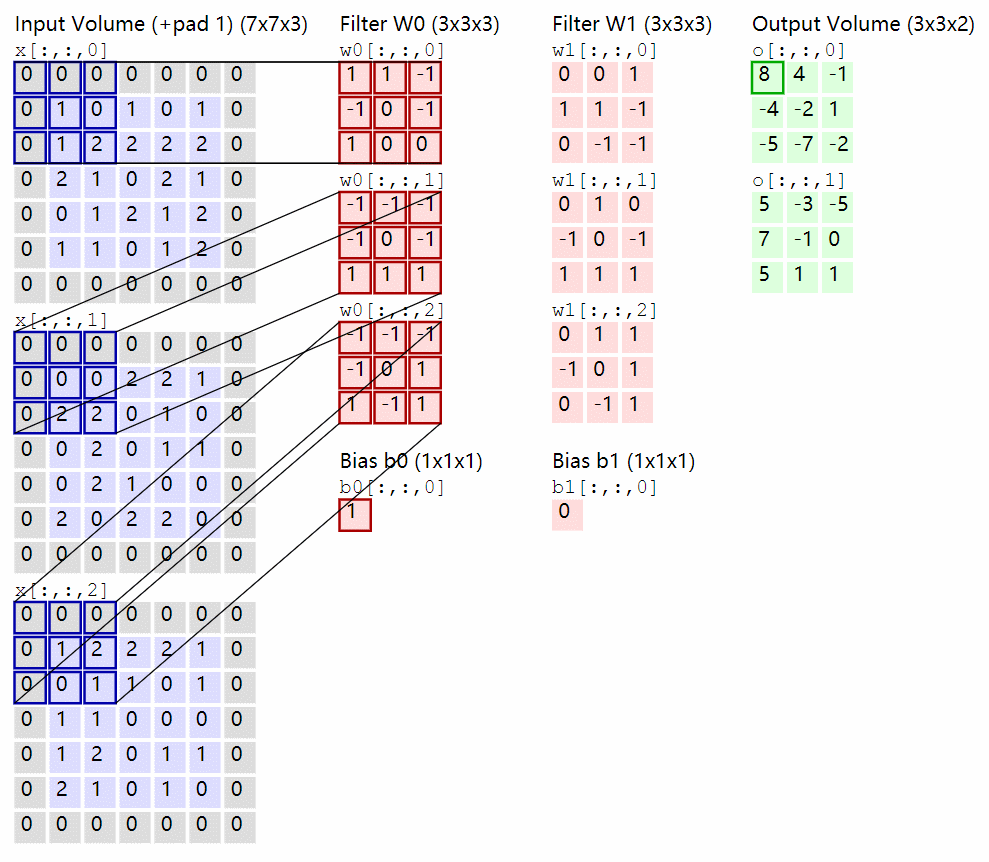 Input Volume (+pad 1) (7x7x3)
x[:,:,0]
0 0 0 0 0 0 0
0 1 0 1 0 1 0
0 1 2 2 2 2 0
0 2 1 0 2 1 0
0 0 1 2 1 2 0
0 1 1 0 1 2 0
0 0 0 0 0 0 0
x[:,:,1]
0 0 0 0 0 0 0
0 0 0 2 2 1 0
0 2 2 0 1 0 0
0 0 2 0 1 1 0
0 0 2 1 0 0 0
0 2 0 2 2 0 0
0 0 0 0 0 0 0
x[:,:,2]
0 0 0 0 0 0 0
0 1 2 2 2 1 0
0 0 1 1 0 1 0
0 1 1 0 0 0 0
0 1 2 0 1 1 0
0 2 1 0 1 0 0
0 0 0 0 0 0 0
Filter W0 (3x3x3)
w0[:,:,0]
1 1 -1
-1 0 -1
1 0 0
w0[:,:,1]
-1 -1 -1
-1 0 -1
1 1 1
w0[:,:,2]
-1 -1 -1
-1 0 1
1 -1 1
Bias b0 (1x1x1)
b0[:,:,0]
1
Filter W1 (3x3x3)
w1[:,:,0]
0 0 1
1 1 -1
0 -1 -1
w1[:,:,1]
0 1 0
-1 0 -1
1 1 1
w1[:,:,2]
0 1 1
-1 0 1
0 -1 1
Bias b1 (1x1x1)
b1[:,:,0]
0
Output Volume (3x3x2)
o[:,:,0]
8 4 -1
-4 -2 1
-5 -7 -2
o[:,:,1]
5 -3 -5
7 -1 0
5 1 1